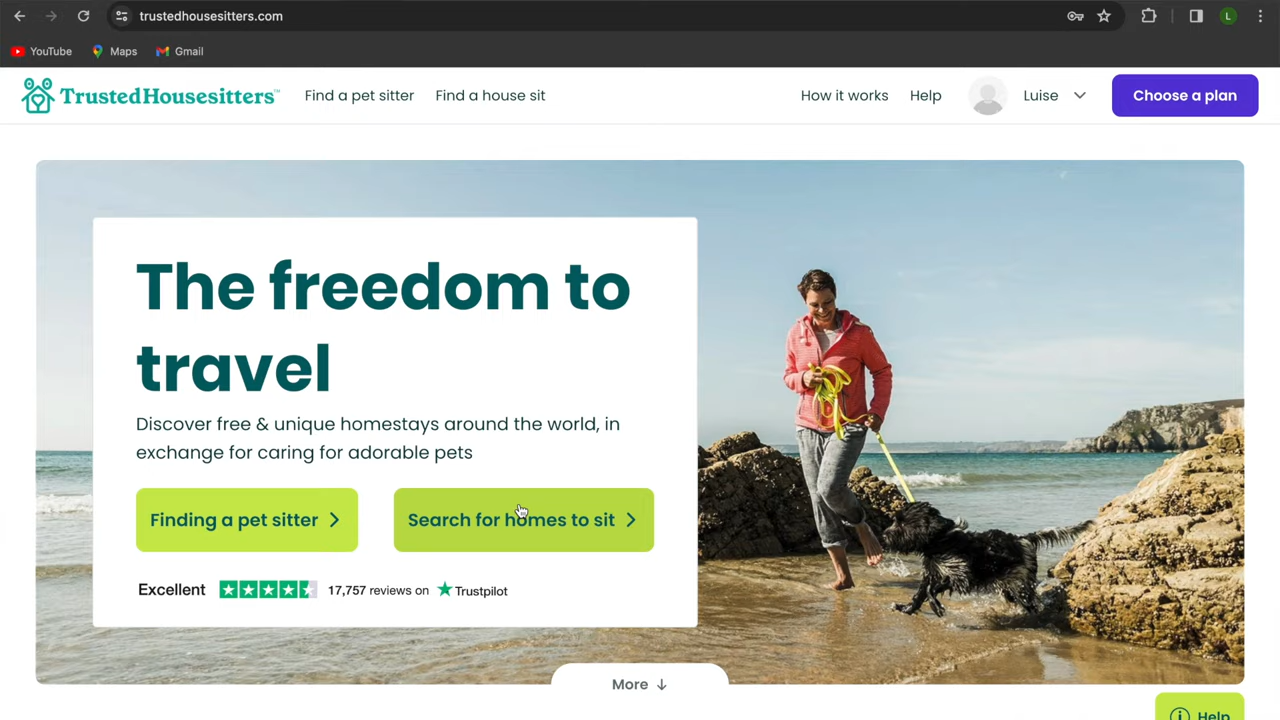 trustedhousesitters.com
L
YouTube
Maps
Gmail
TrustedHousesitters™
Find a pet sitter
Find a house sit
How it works
Help
Luise
Choose a plan
The freedom to
travel
Discover free & unique homestays around the world, in
exchange for caring for adorable pets
Finding a pet sitter
Search for homes to sit
Excellent
17,757 reviews on
Trustpilot
More ↓
Help